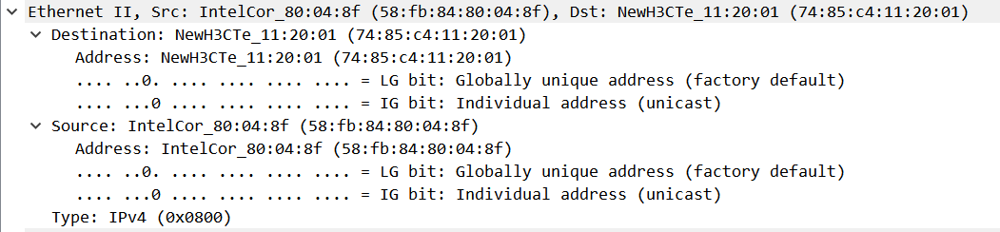 Ethernet II, Src: IntelCor_80:04:8f (58:fb:84:80:04:8f), Dst: NewH3CTe_11:20:01 (74:85:c4:11:20:01)
Destination: NewH3CTe_11:20:01 (74:85:c4:11:20:01)
Address: NewH3CTe_11:20:01 (74:85:c4:11:20:01)
.... ..0. .... .... .... .... = LG bit: Globally unique address (factory default)
.... ...0 .... .... .... .... = IG bit: Individual address (unicast)
Source: IntelCor_80:04:8f (58:fb:84:80:04:8f)
Address: IntelCor_80:04:8f (58:fb:84:80:04:8f)
.... ..0. .... .... .... .... = LG bit: Globally unique address (factory default)
.... ...0 .... .... .... .... = IG bit: Individual address (unicast)
Type: IPv4 (0x0800)